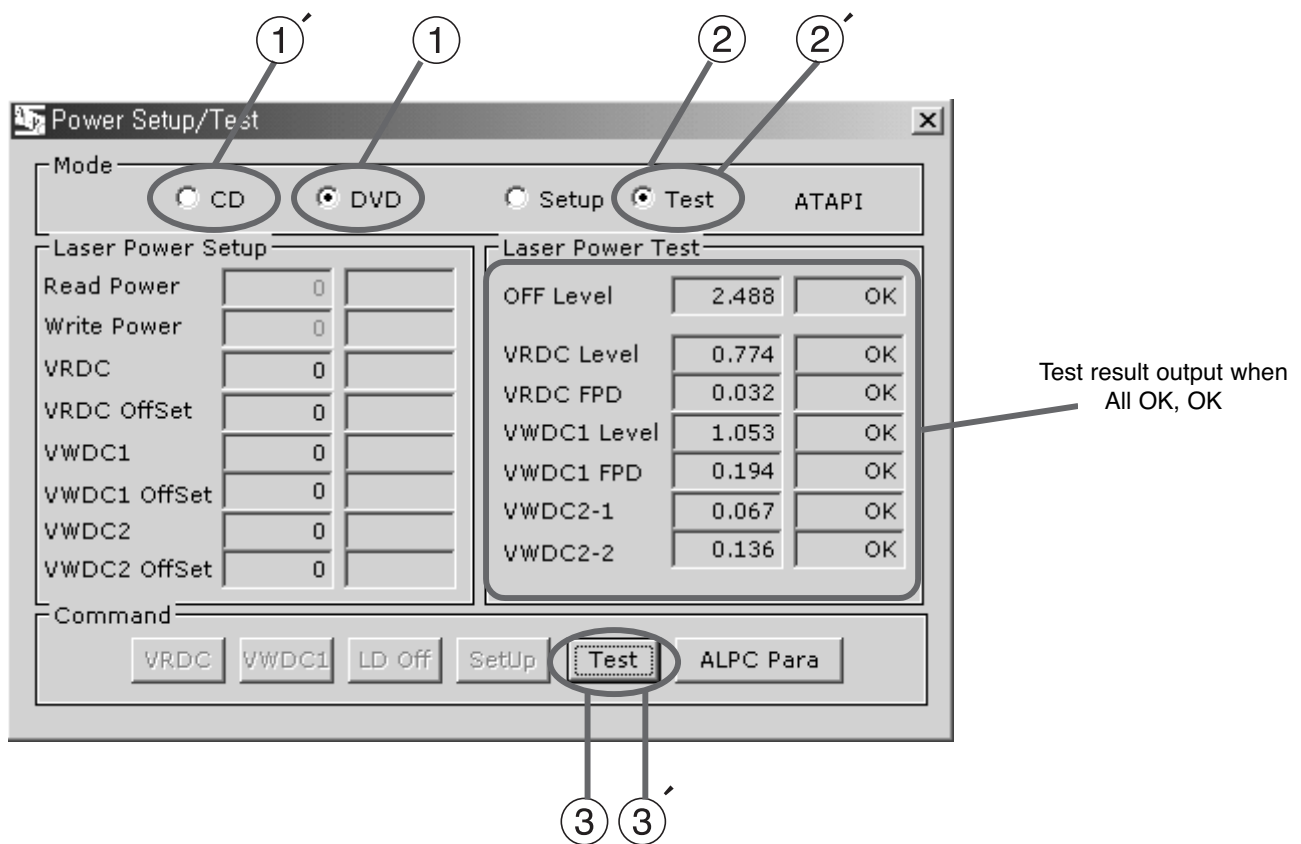 ①′ ① ② ②′
Power Setup/Test
Mode
CD DVD Setup Test ATAPI
Laser Power Setup
Read Power 0
Write Power 0
VRDC 0
VRDC OffSet 0
VWDC1 0
VWDC1 OffSet 0
VWDC2 0
VWDC2 OffSet 0
Laser Power Test
OFF Level 2.488 OK
VRDC Level 0.774 OK
VRDC FPD 0.032 OK
VWDC1 Level 1.053 OK
VWDC1 FPD 0.194 OK
VWDC2-1 0.067 OK
VWDC2-2 0.136 OK
Test result output when
All OK, OK
Command
VRDC VWDC1 LD Off SetUp Test ALPC Para
③ ③′